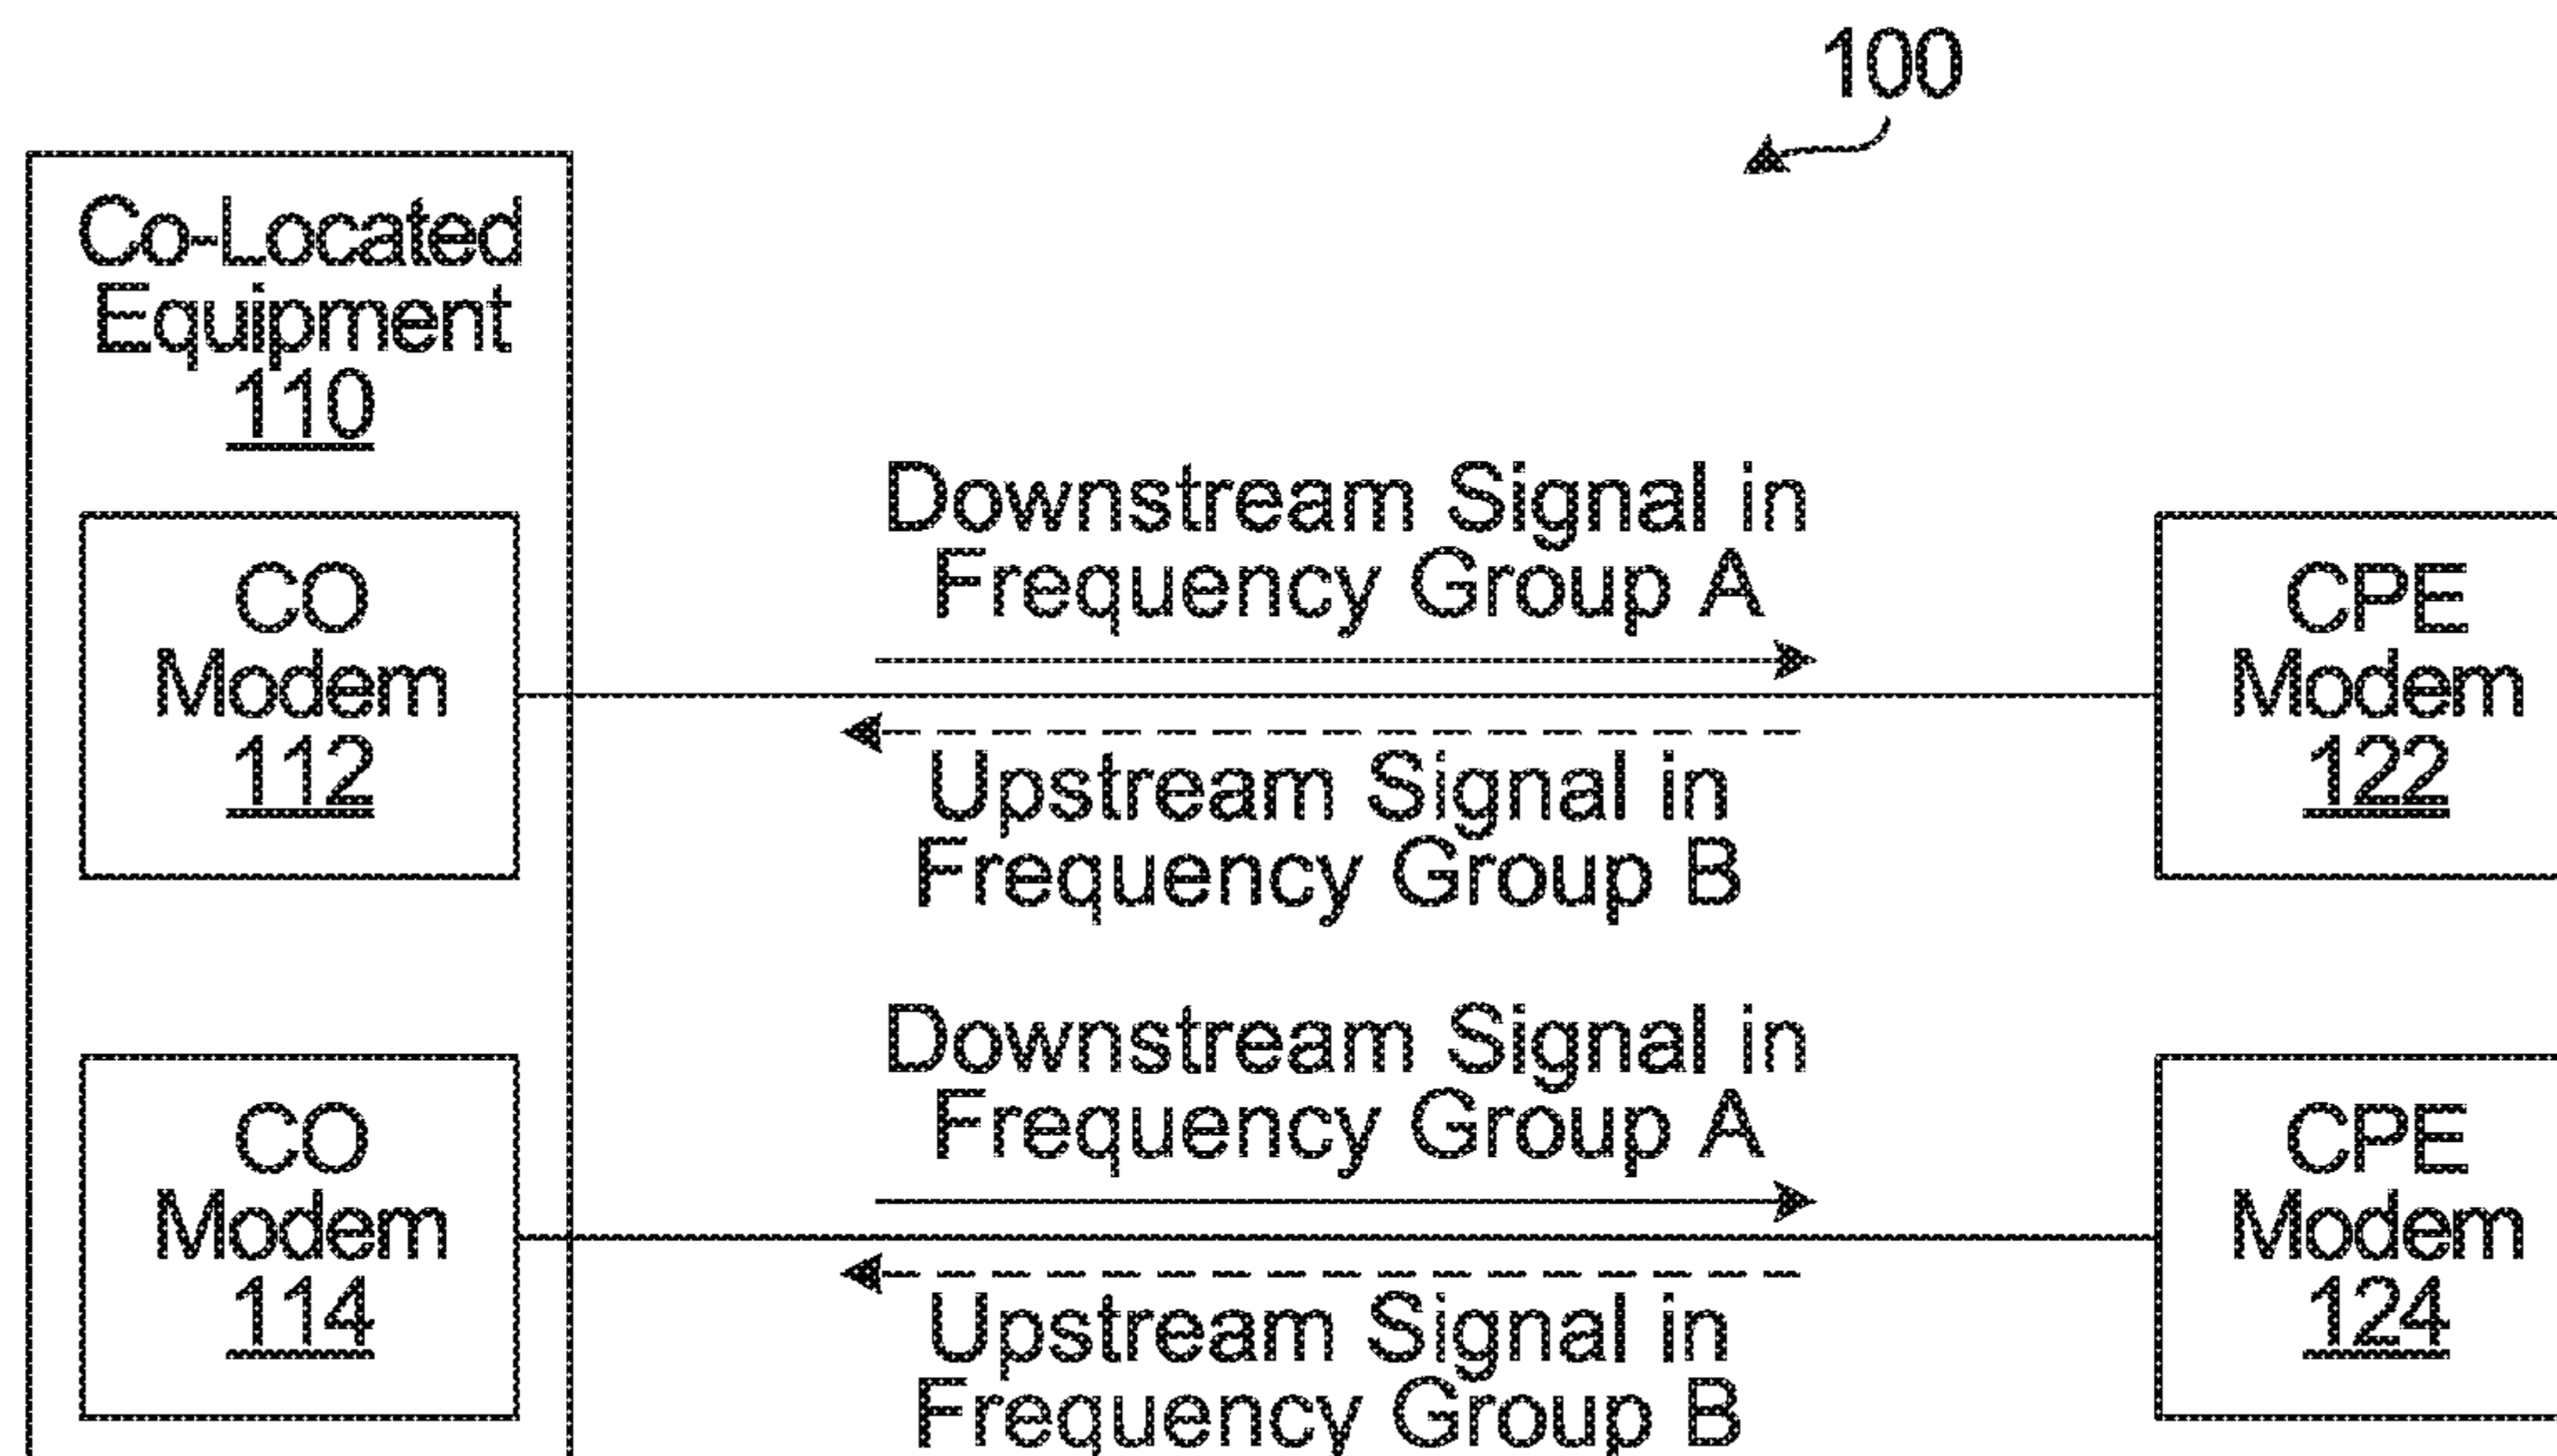 100
Co-Located
Equipment
110
CO
Modem
112
Downstream Signal in
Frequency Group A
Upstream Signal in
Frequency Group B
CPE
Modem
122
CO
Modem
114
Downstream Signal in
Frequency Group A
Upstream Signal in
Frequency Group B
CPE
Modem
124